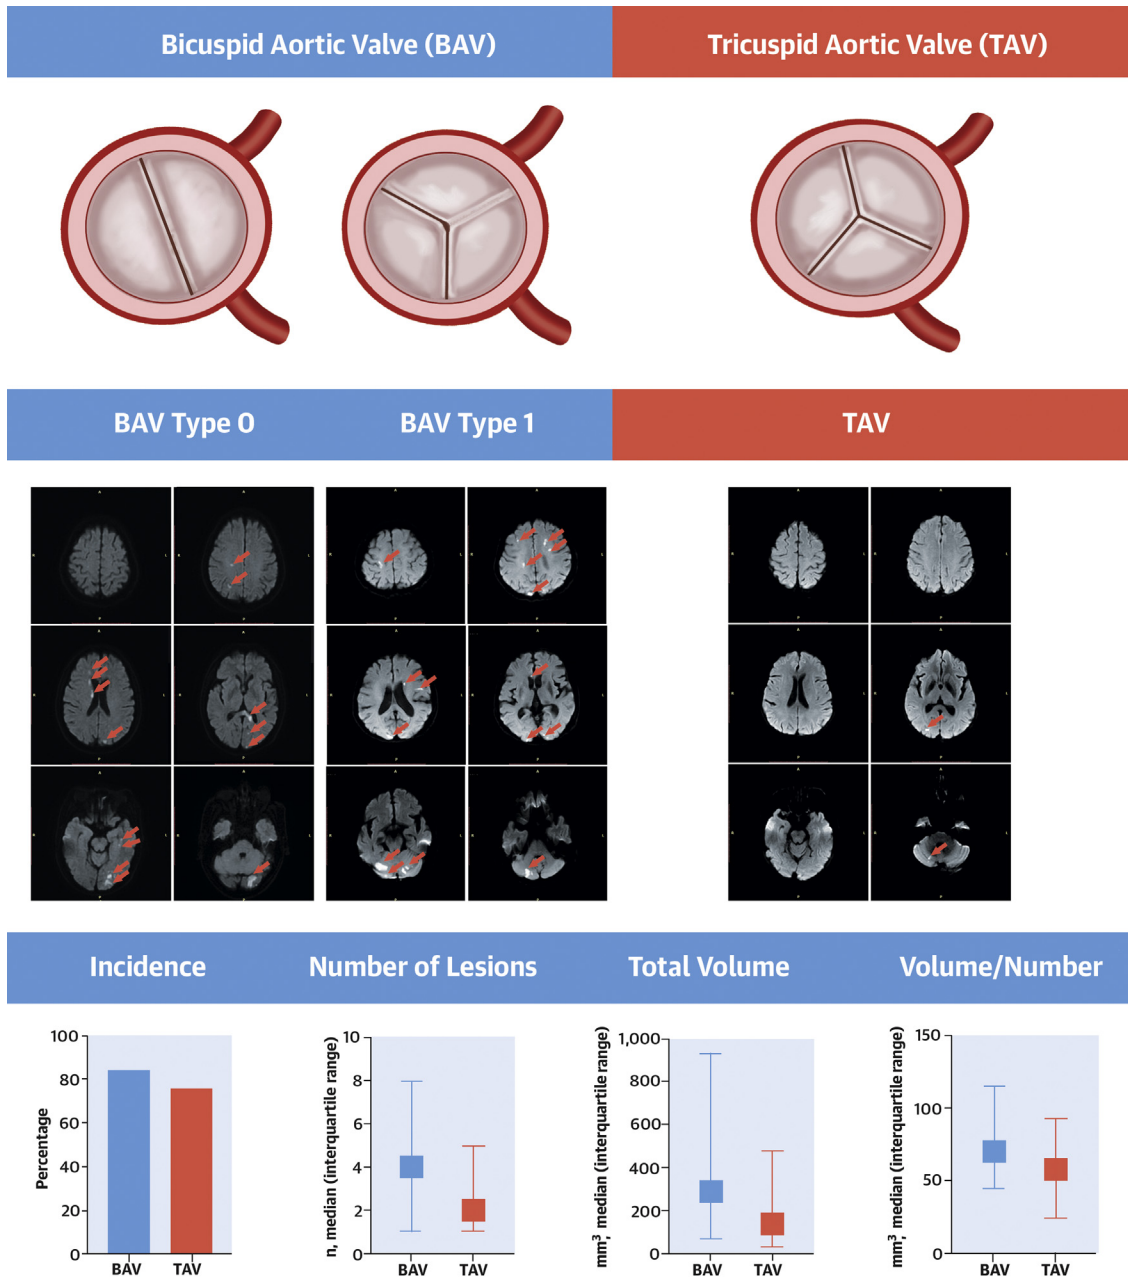 Bicuspid Aortic Valve (BAV)
Tricuspid Aortic Valve (TAV)
BAV Type 0
BAV Type 1
TAV
Incidence
Number of Lesions
Total Volume
Volume/Number
Percentage
100
80
60
40
20
0
BAV
TAV
n, median (interquartile range)
10
8
6
4
2
0
BAV
TAV
mm³, median (interquartile range)
1,000
800
600
400
200
0
BAV
TAV
mm³, median (interquartile range)
150
100
50
0
BAV
TAV